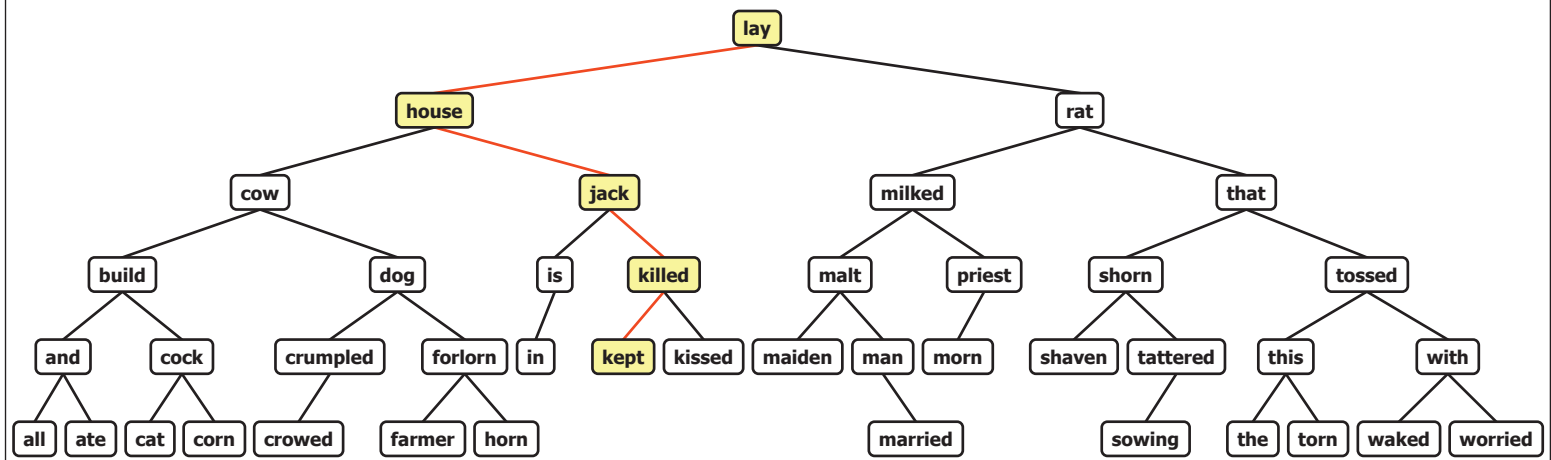 lay
house rat
cow jack milked that
build dog is killed malt priest shorn tossed
and cock crumpled forlorn in kept kissed maiden man morn shaven tattered this with
all ate cat corn crowed farmer horn married sowing the torn waked worried